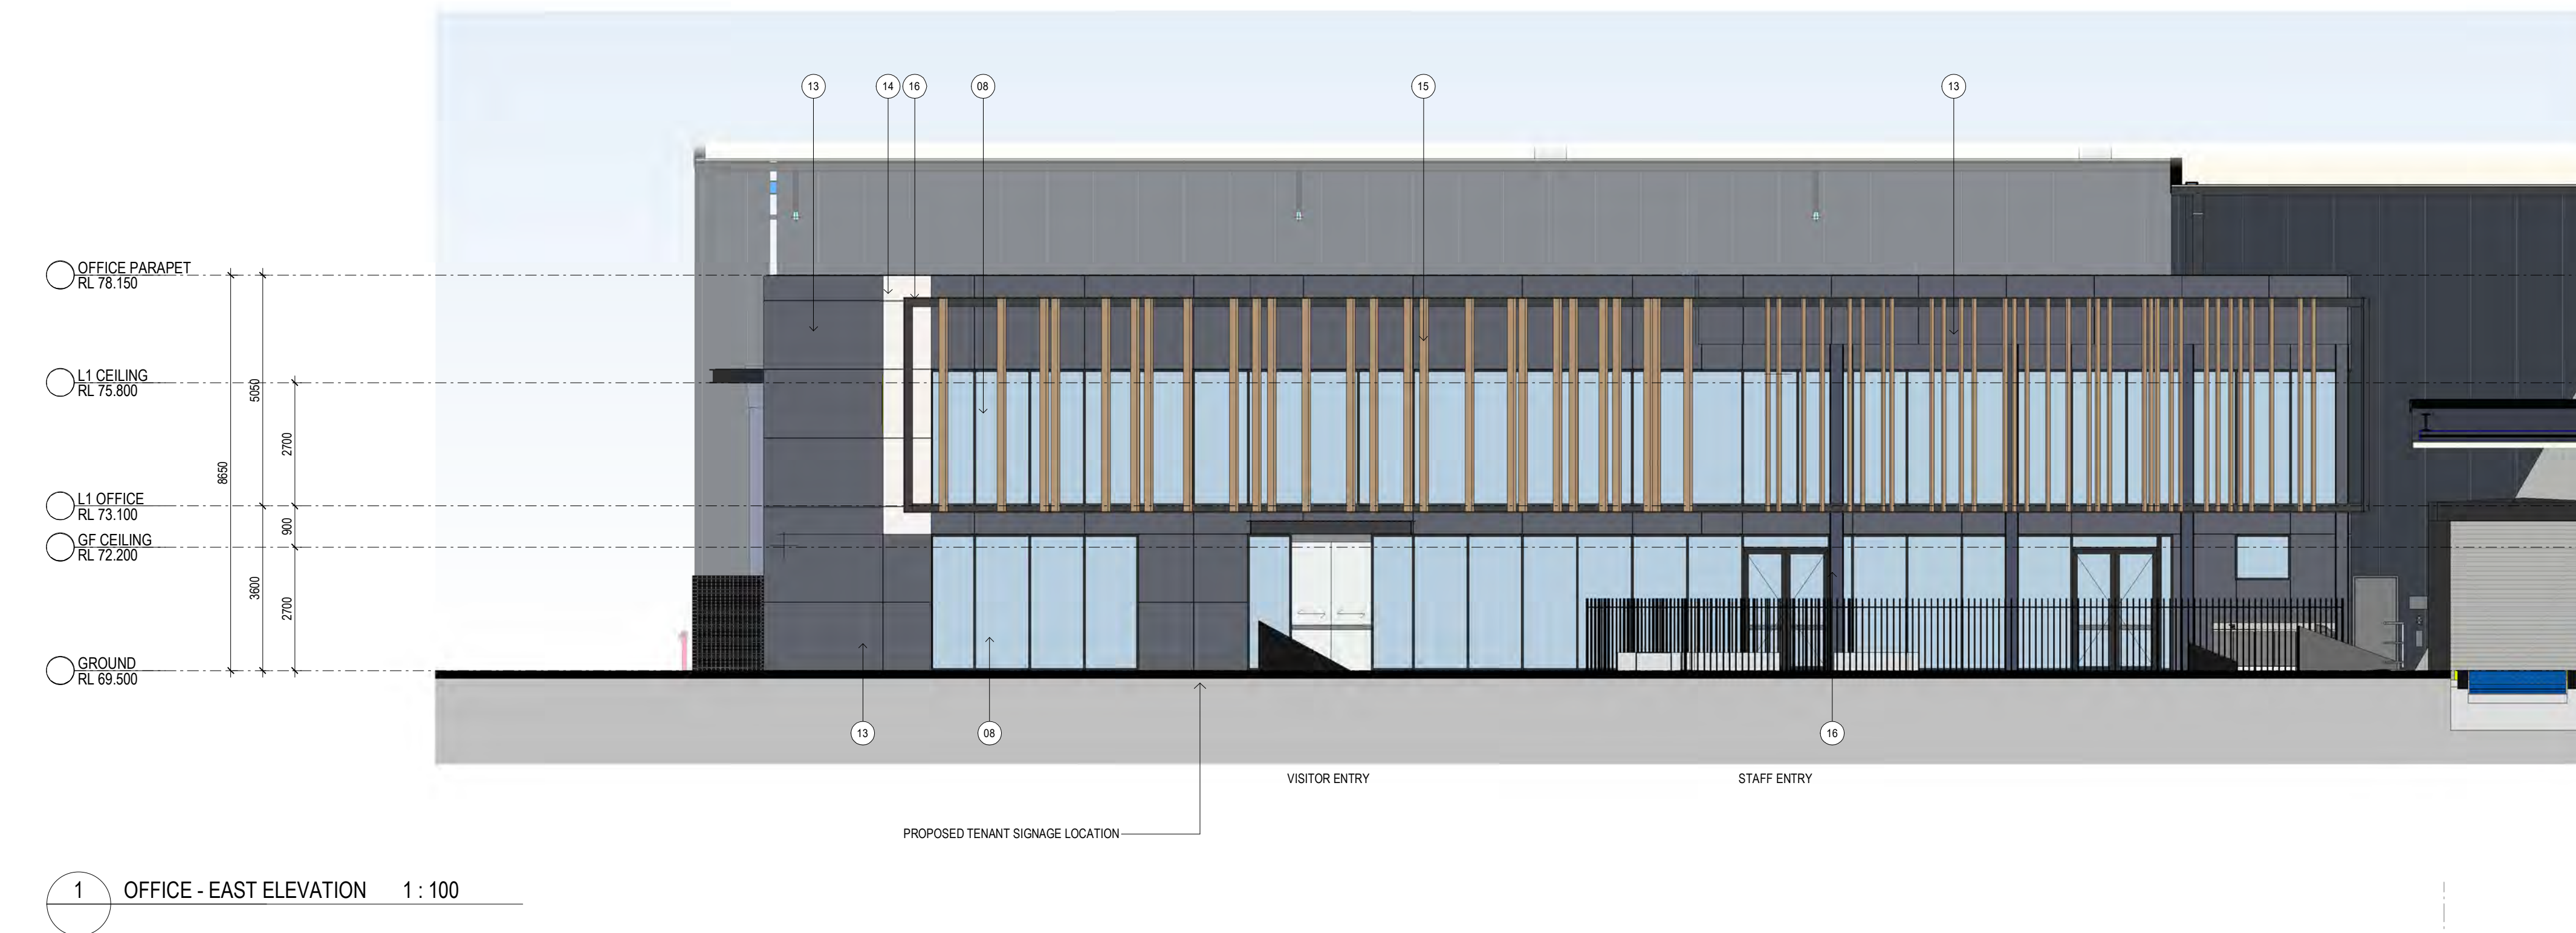 13
14
16
08
15
13
OFFICE PARAPET
RL 78.150
L1 CEILING
RL 75.800
5050
2700
8650
L1 OFFICE
RL 73.100
900
GF CEILING
RL 72.200
3600
2700
GROUND
RL 69.500
13
08
16
VISITOR ENTRY
STAFF ENTRY
PROPOSED TENANT SIGNAGE LOCATION
1
OFFICE - EAST ELEVATION 1 : 100